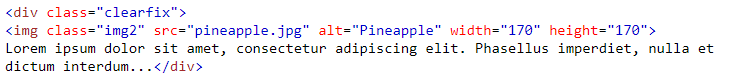 <div class="clearfix">
<img class="img2" src="pineapple.jpg" alt="Pineapple" width="170" height="170">
Lorem ipsum dolor sit amet, consectetur adipiscing elit. Phasellus imperdiet, nulla et
dictum interdum...</div>